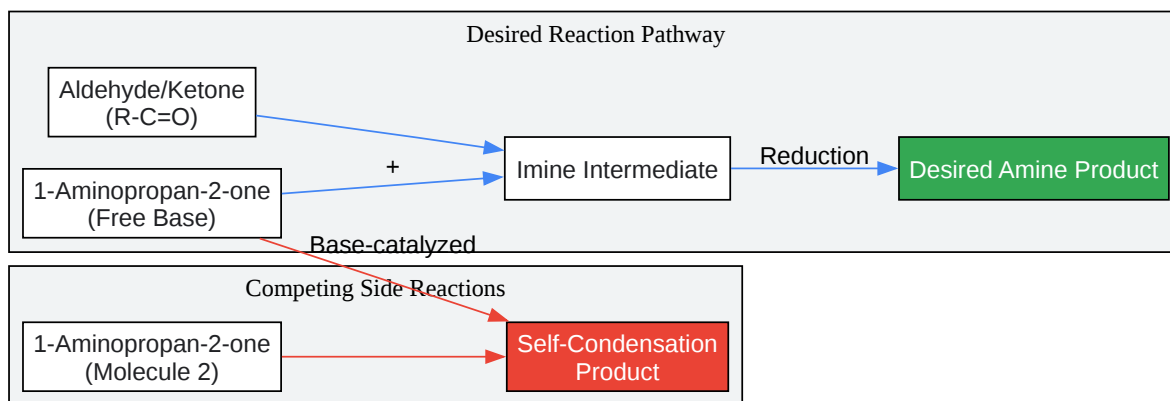 Desired Reaction Pathway
Aldehyde/Ketone
(R-C=O)
+
1-Aminopropan-2-one
(Free Base)
Imine Intermediate
Reduction
Desired Amine Product
Base-catalyzed
Competing Side Reactions
1-Aminopropan-2-one
(Molecule 2)
Self-Condensation
Product